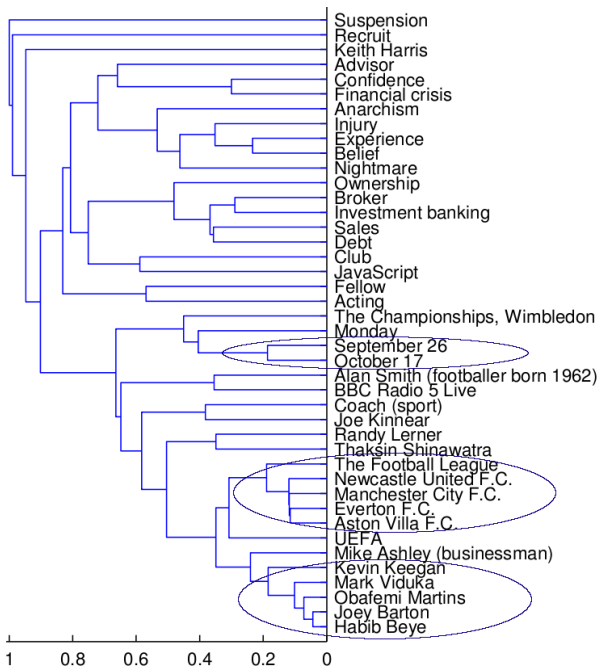 Suspension
Recruit
Keith Harris
Advisor
Confidence
Financial crisis
Anarchism
Injury
Experience
Belief
Nightmare
Ownership
Broker
Investment banking
Sales
Debt
Club
JavaScript
Fellow
Acting
The Championships, Wimbledon
Monday
September 26
October 17
Alan Smith (footballer born 1962)
BBC Radio 5 Live
Coach (sport)
Joe Kinnear
Randy Lerner
Thaksin Shinawatra
The Football League
Newcastle United F.C.
Manchester City F.C.
Everton F.C.
Aston Villa F.C.
UEFA
Mike Ashley (businessman)
Kevin Keegan
Mark Viduka
Obafemi Martins
Joey Barton
Habib Beye
1 0.8 0.6 0.4 0.2 0